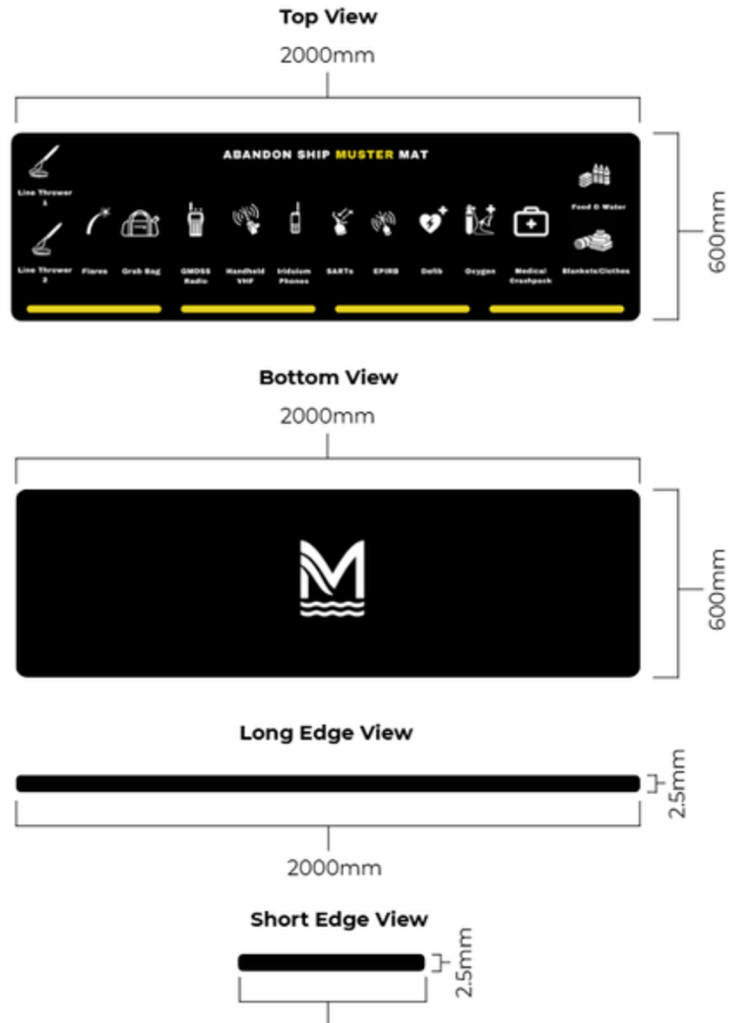 Top View
2000mm
ABANDON SHIP MUSTER MAT
600mm
Line Thrower
1
Food & Water
Line Thrower
2
Flares
Grab Bag
GMDSS
Radio
Handheld
VHF
Iriduium
Phones
SARTs
EPIRB
Defib
Oxygen
Medical
Crashpack
Blankets/Clothes
Bottom View
2000mm
600mm
M
Long Edge View
2.5mm
2000mm
Short Edge View
2.5mm